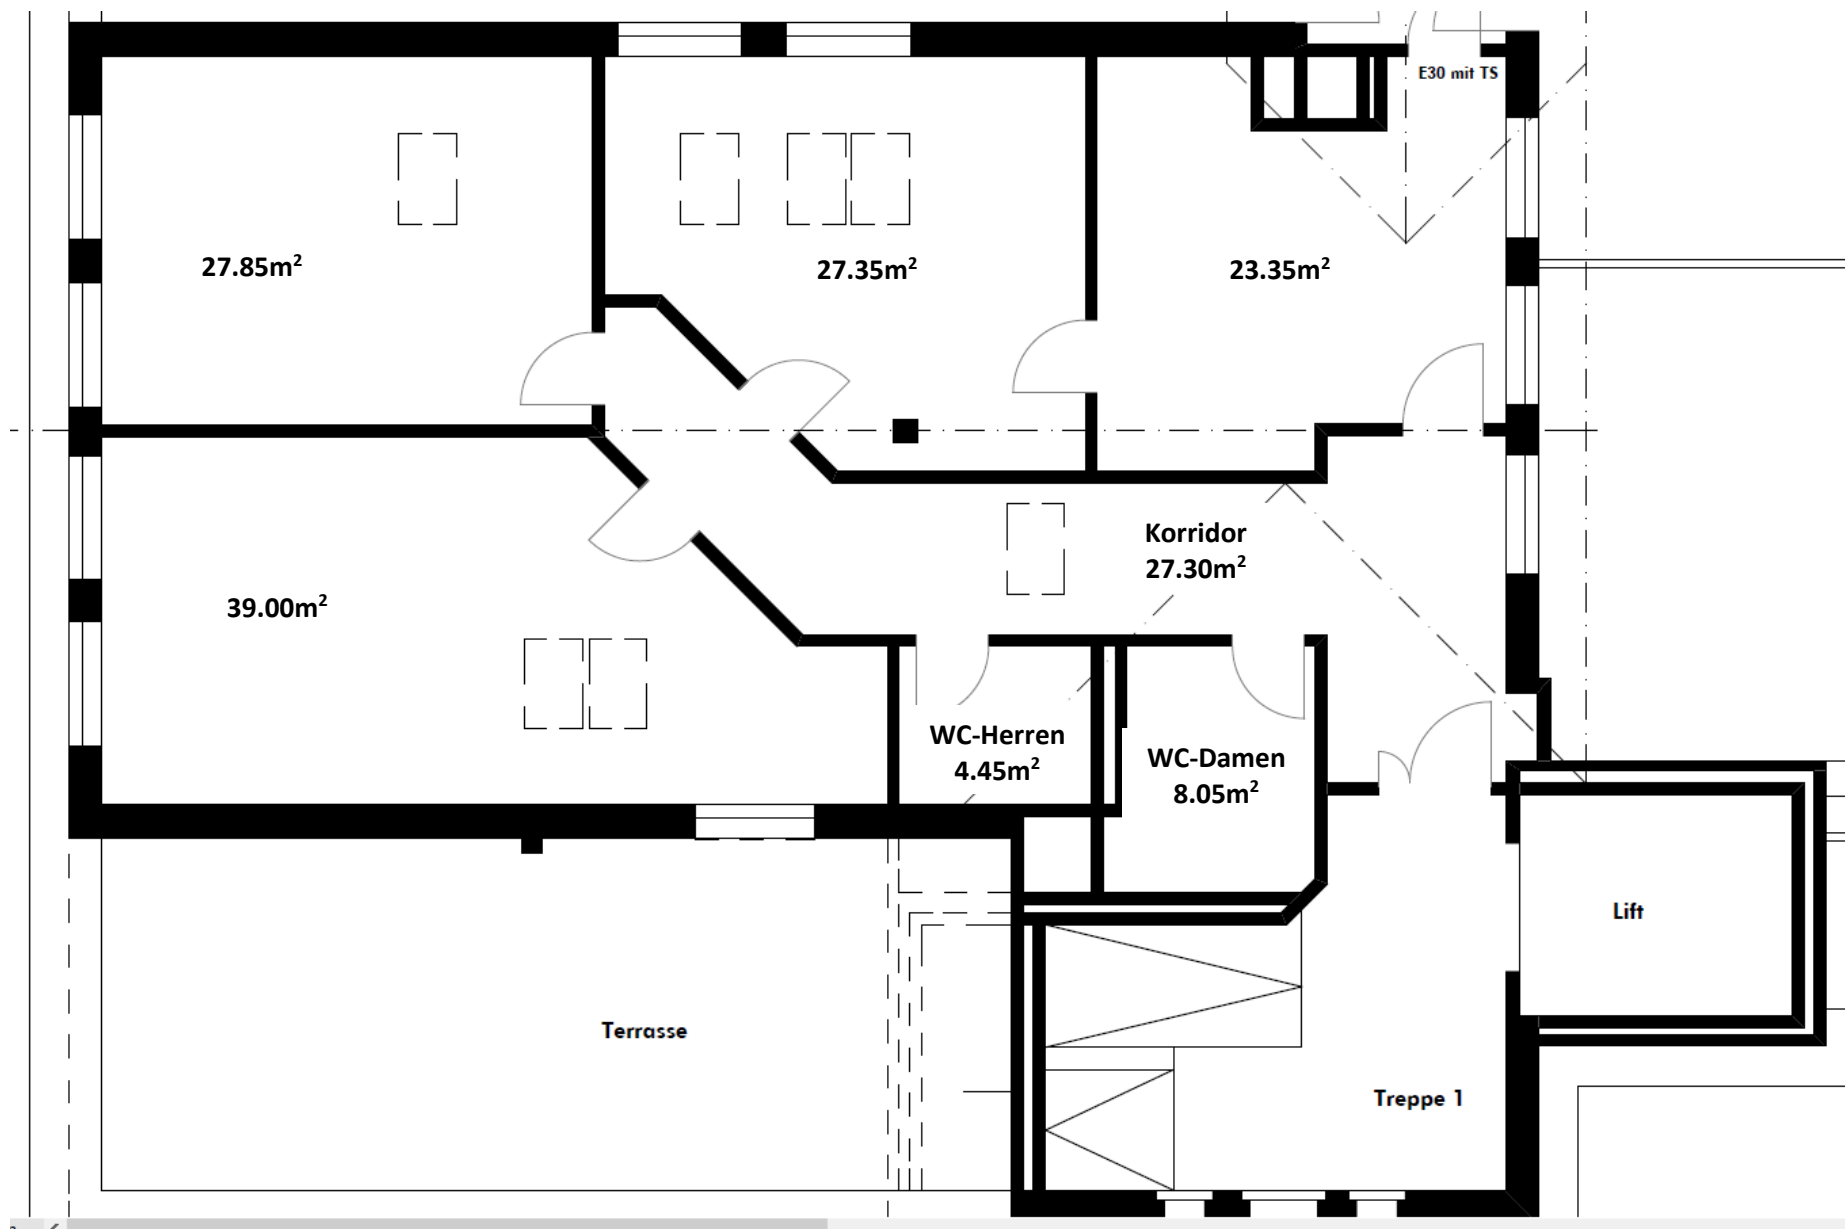 E30 mit TS
27.85m²
27.35m²
23.35m²
Korridor
27.30m²
39.00m²
WC-Herren
4.45m²
WC-Damen
8.05m²
Lift
Terrasse
Treppe 1